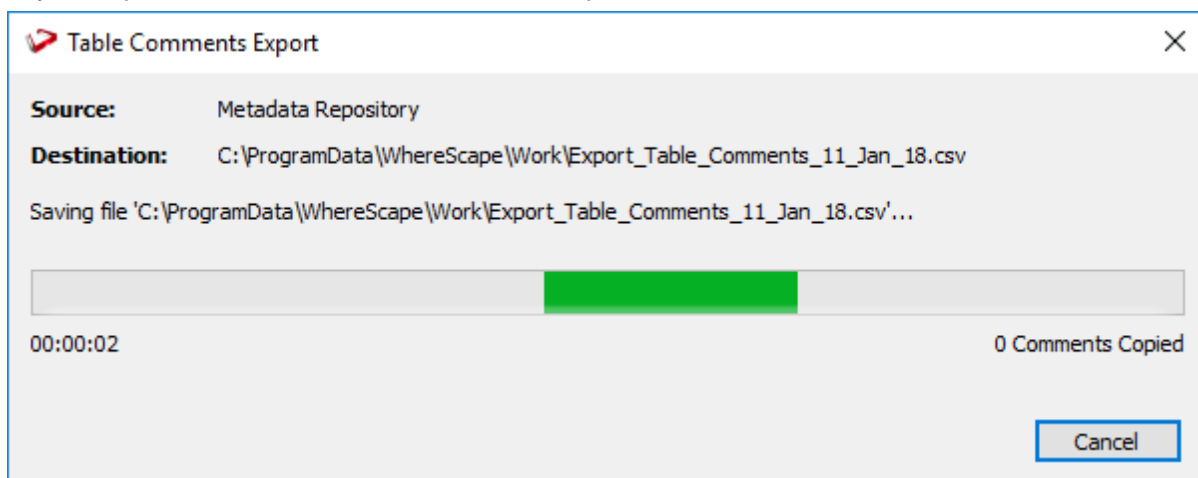 Table Comments Export
Source: Metadata Repository
Destination: C:\ProgramData\WhereScape\Work\Export_Table_Comments_11_Jan_18.csv
Saving file 'C:\ProgramData\WhereScape\Work\Export_Table_Comments_11_Jan_18.csv'...
00:00:02 0 Comments Copied
Cancel